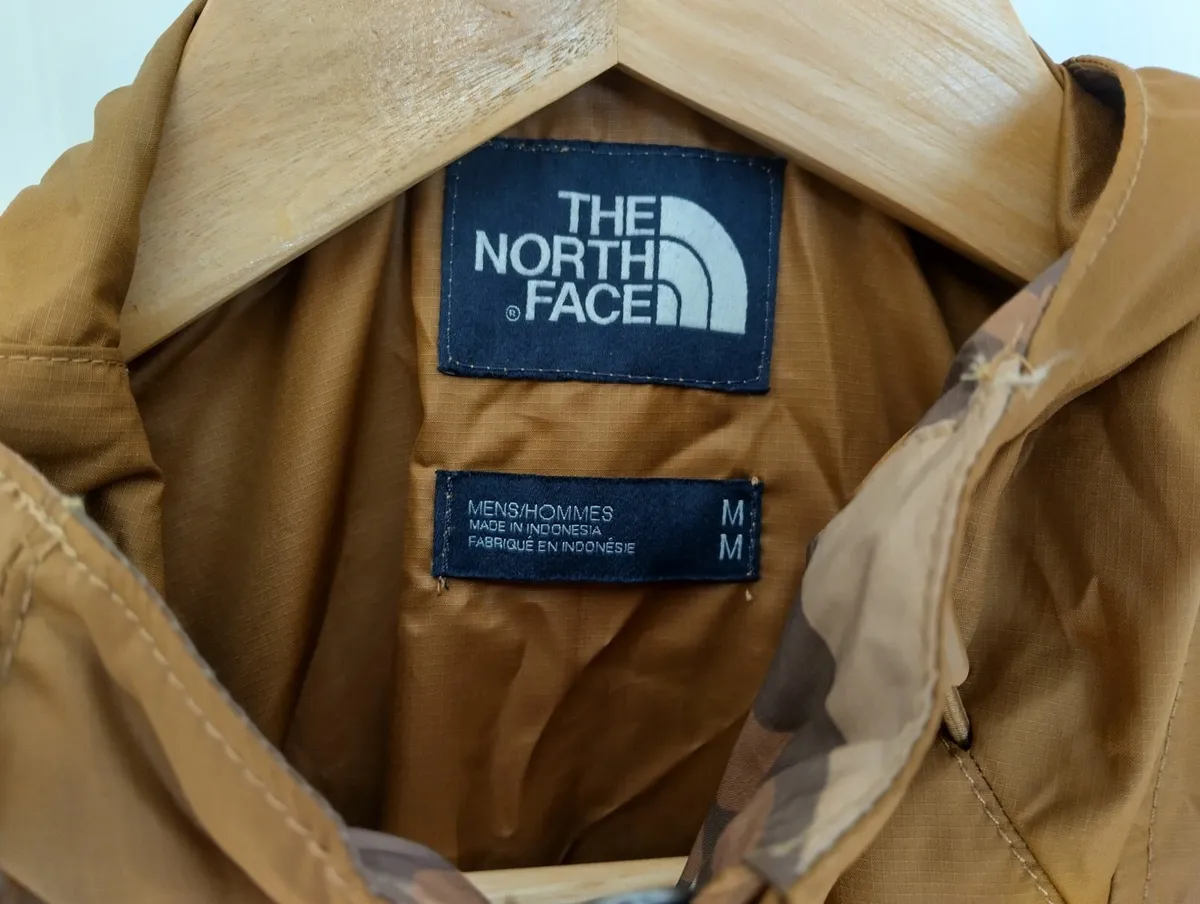 THE
NORTH
® FACE
MENS/HOMMES M
MADE IN INDONESIA
FABRIQUÉ EN INDONÉSIE M